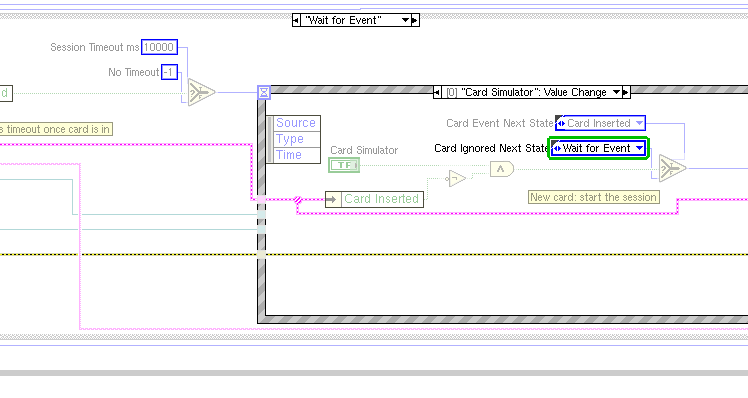 "Wait for Event"
Session Timeout ms 10000
No Timeout -1
T
?
F
[0] "Card Simulator": Value Change
d
Source
Type
Time
Card Event Next State Card Inserted
s timeout once card is in
Card Simulator
Card Ignored Next State Wait for Event
TF
T
?
F
Card Inserted
New card: start the session